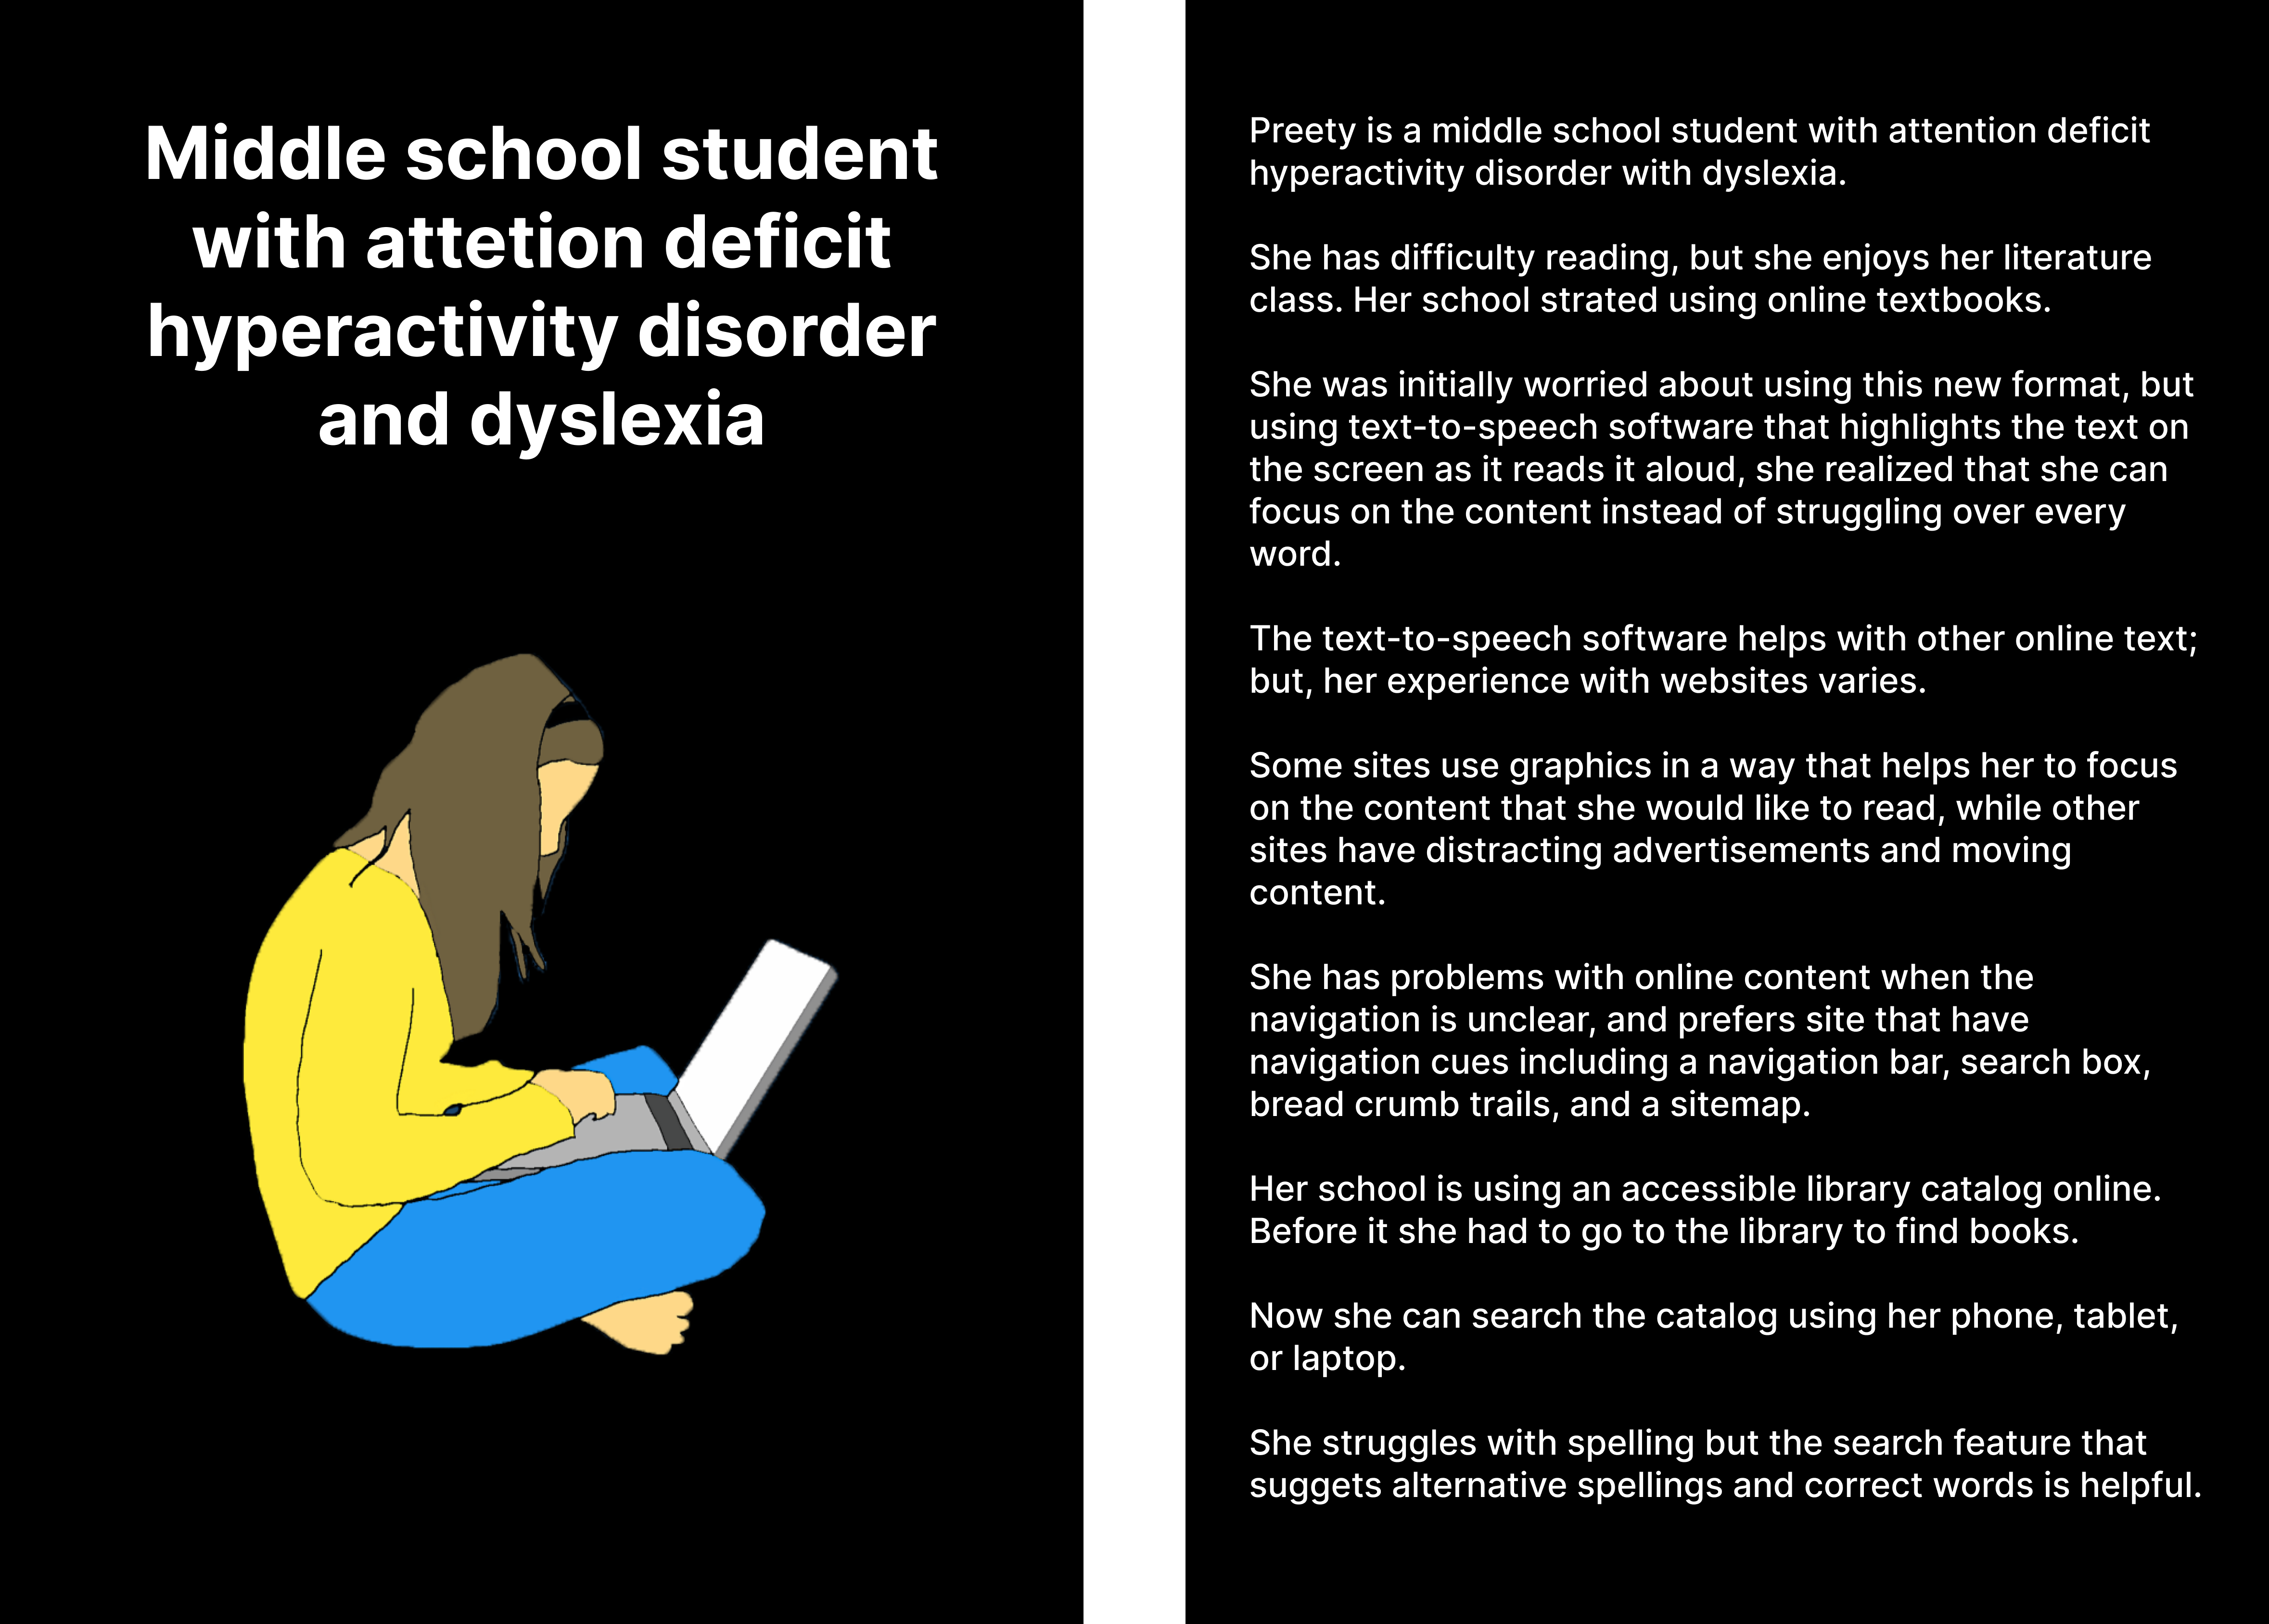 Middle school student
with attetion deficit
hyperactivity disorder
and dyslexia
Preety is a middle school student with attention deficit
hyperactivity disorder with dyslexia.
She has difficulty reading, but she enjoys her literature
class. Her school strated using online textbooks.
She was initially worried about using this new format, but
using text-to-speech software that highlights the text on
the screen as it reads it aloud, she realized that she can
focus on the content instead of struggling over every
word.
The text-to-speech software helps with other online text;
but, her experience with websites varies.
Some sites use graphics in a way that helps her to focus
on the content that she would like to read, while other
sites have distracting advertisements and moving
content.
She has problems with online content when the
navigation is unclear, and prefers site that have
navigation cues including a navigation bar, search box,
bread crumb trails, and a sitemap.
Her school is using an accessible library catalog online.
Before it she had to go to the library to find books.
Now she can search the catalog using her phone, tablet,
or laptop.
She struggles with spelling but the search feature that
suggets alternative spellings and correct words is helpful.